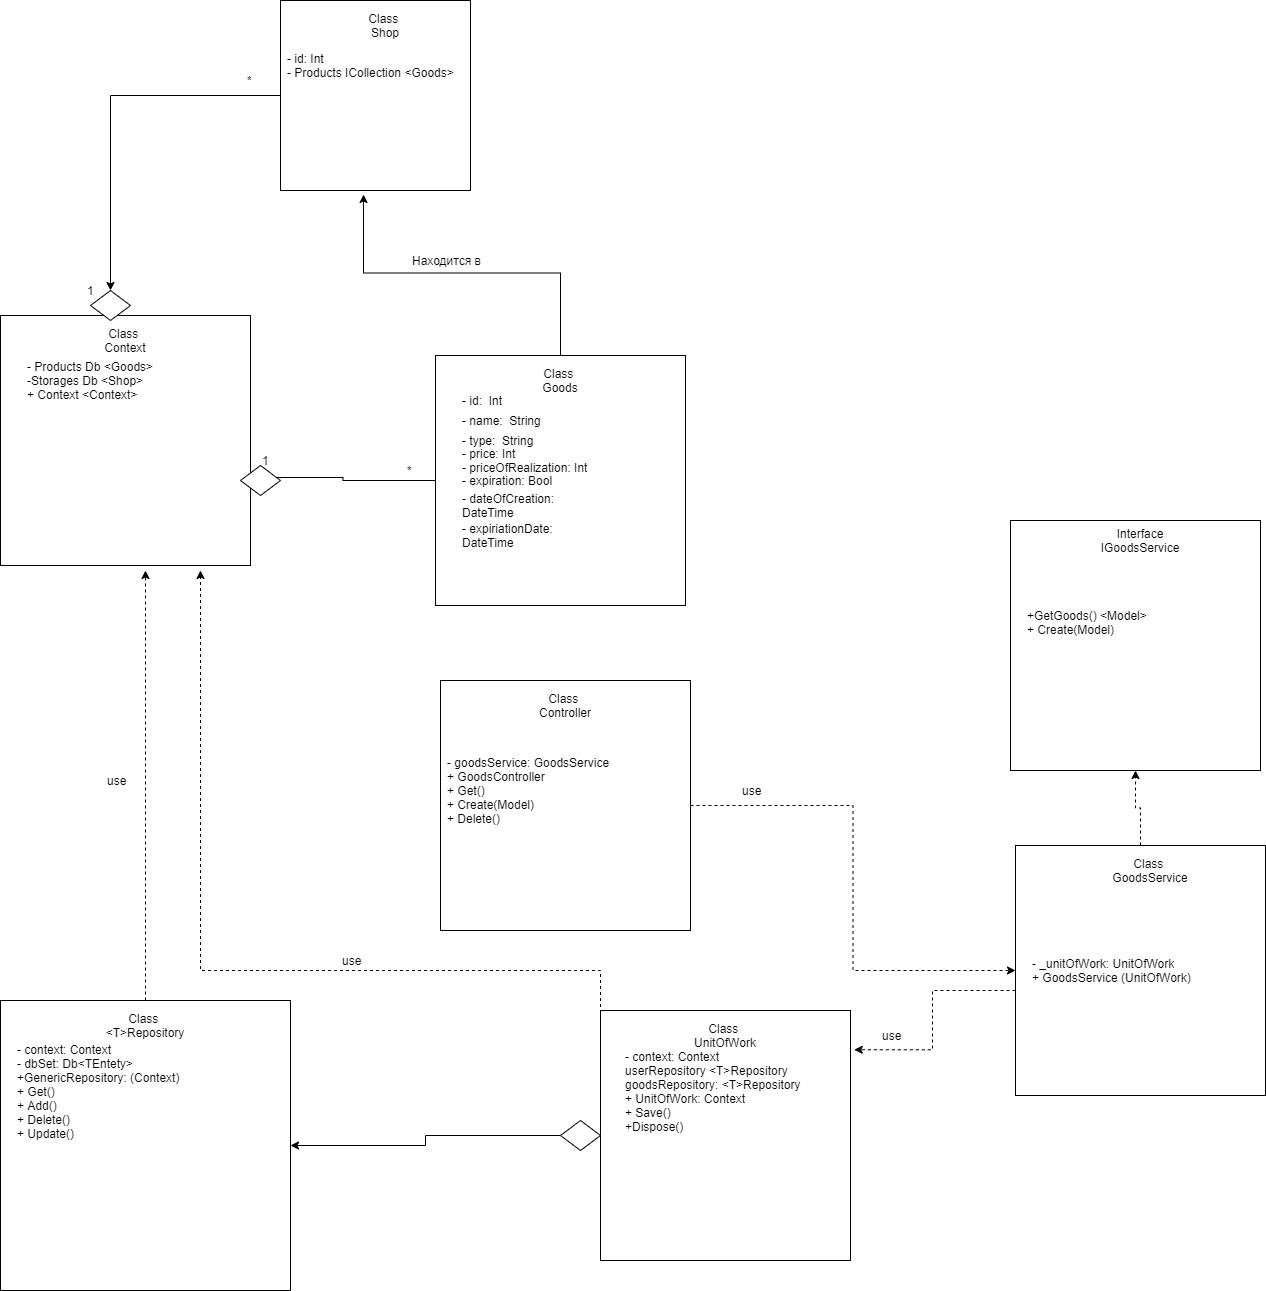 Class
Shop
- id: Int
- Products ICollection <Goods>
*
Находится в
1
Class
Context
- Products Db <Goods>
-Storages Db <Shop>
+ Context <Context>
1
*
Class
Goods
- id:  Int
- name:  String
- type:  String
- price: Int
- priceOfRealization: Int
- expiration: Bool
- dateOfCreation:
DateTime
- expiriationDate:
DateTime
Interface
IGoodsService
+GetGoods() <Model>
+ Create(Model)
Class
Controller
- goodsService: GoodsService
+ GoodsController
+ Get()
+ Create(Model)
+ Delete()
use
use
Class
GoodsService
- _unitOfWork: UnitOfWork
+ GoodsService (UnitOfWork)
use
use
Class
<T>Repository
- context: Context
- dbSet: Db<TEntety>
+GenericRepository: (Context)
+ Get()
+ Add()
+ Delete()
+ Update()
Class
UnitOfWork
- context: Context
userRepository <T>Repository
goodsRepository: <T>Repository
+ UnitOfWork: Context
+ Save()
+Dispose()